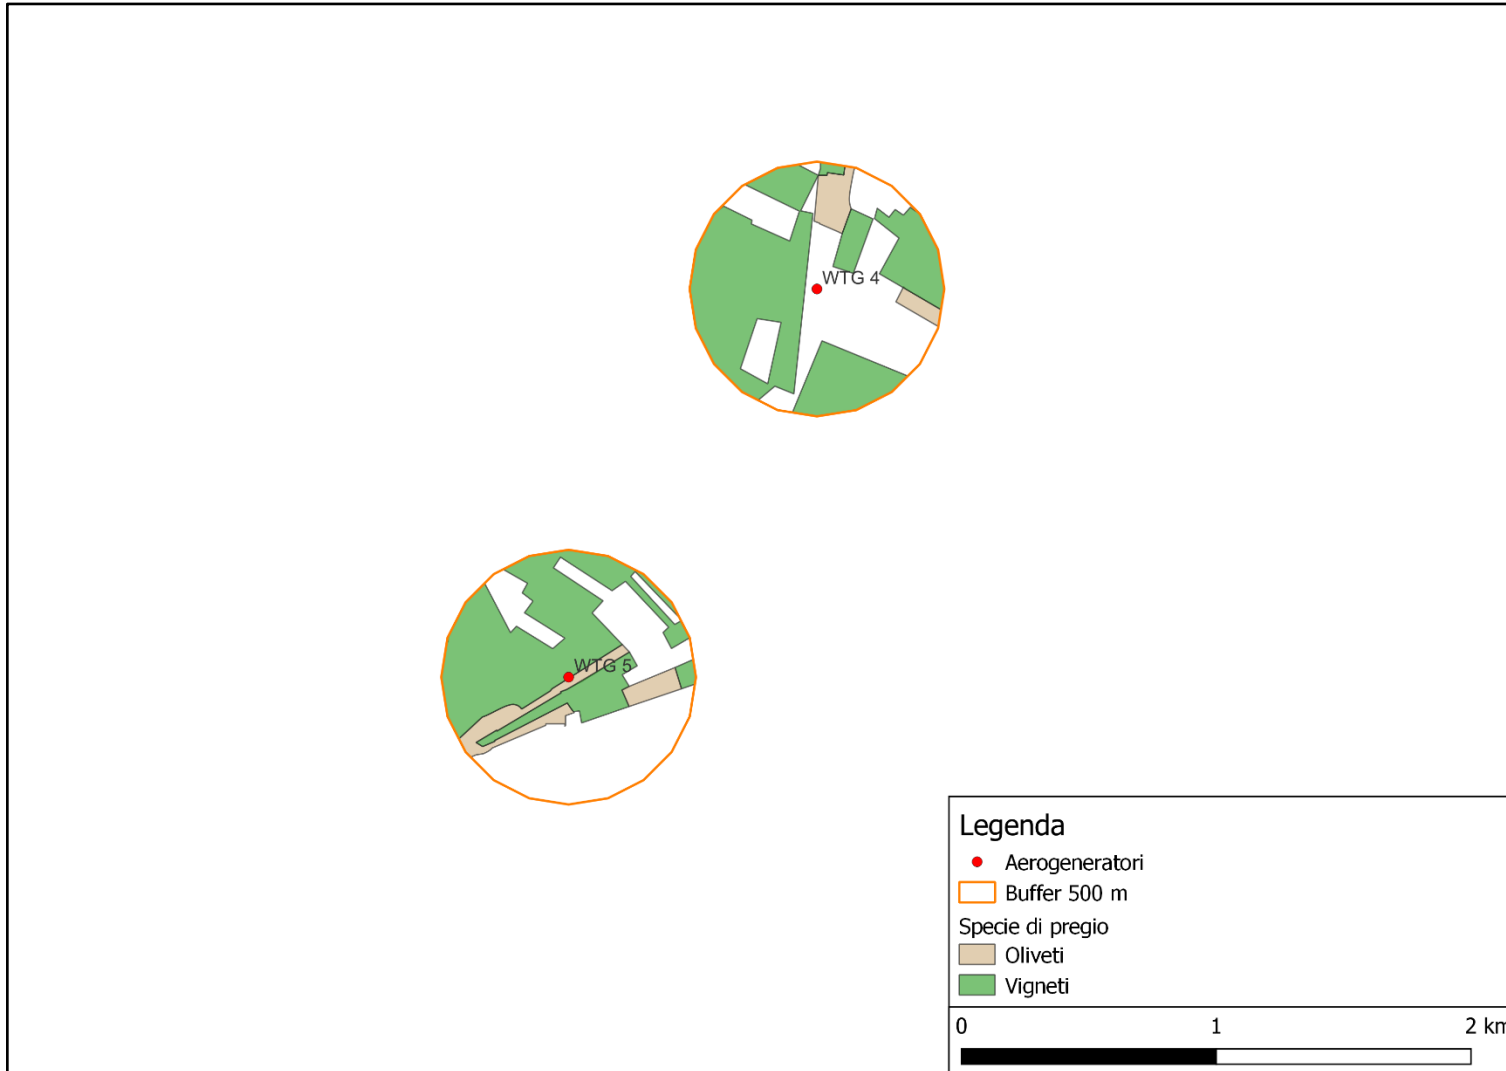 WTG 4
WTG 5
Legenda
Aerogeneratori
Buffer 500 m
Specie di pregio
Oliveti
Vigneti
0 1 2 km